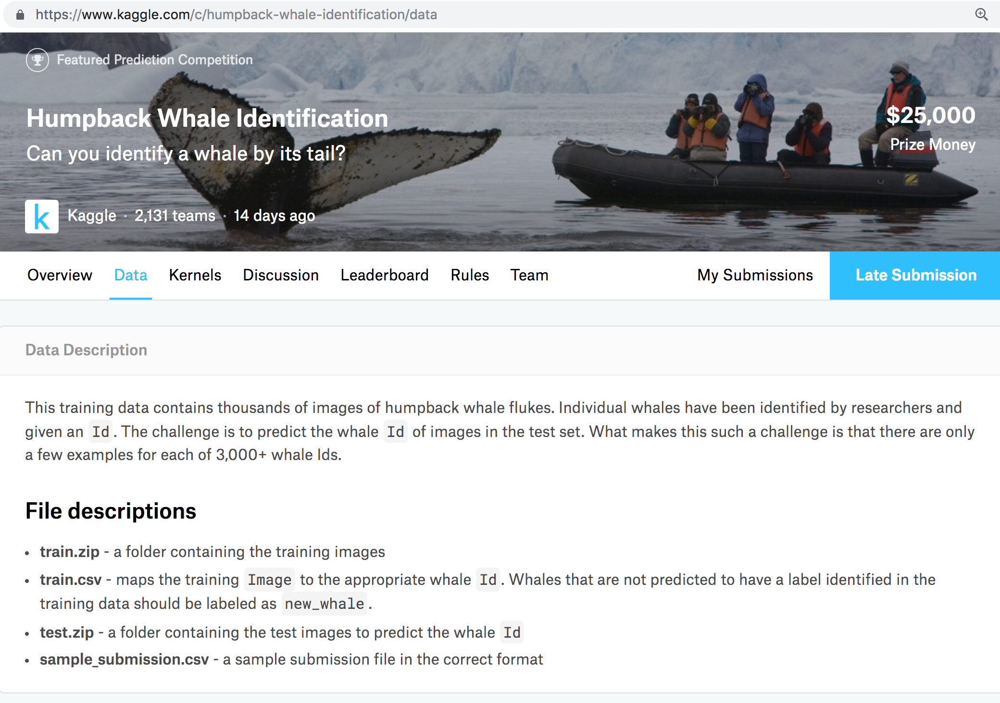 https://www.kaggle.com/c/humpback-whale-identification/data
Featured Prediction Competition
Humpback Whale Identification
Can you identify a whale by its tail?
$25,000
Prize Money
k
Kaggle · 2,131 teams · 14 days ago
Overview Data Kernels Discussion Leaderboard Rules Team My Submissions Late Submission
Data Description
This training data contains thousands of images of humpback whale flukes. Individual whales have been identified by researchers and
given an Id. The challenge is to predict the whale Id of images in the test set. What makes this such a challenge is that there are only
a few examples for each of 3,000+ whale Ids.
File descriptions
• train.zip - a folder containing the training images
• train.csv - maps the training Image to the appropriate whale Id. Whales that are not predicted to have a label identified in the
training data should be labeled as new_whale.
• test.zip - a folder containing the test images to predict the whale Id
• sample_submission.csv - a sample submission file in the correct format